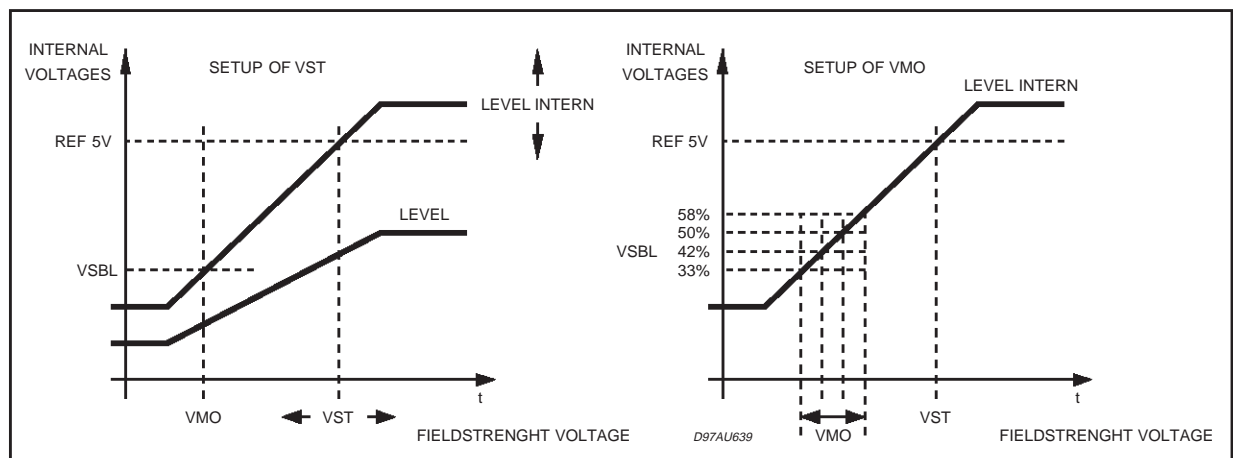 INTERNAL
VOLTAGES
SETUP OF VST
LEVEL INTERN
REF 5V
LEVEL
VSBL
t
VMO
VST
FIELDSTRENGHT VOLTAGE
INTERNAL
VOLTAGES
SETUP OF VMO
LEVEL INTERN
REF 5V
58%
50%
VSBL
42%
33%
t
D97AU639
VMO
VST
FIELDSTRENGHT VOLTAGE